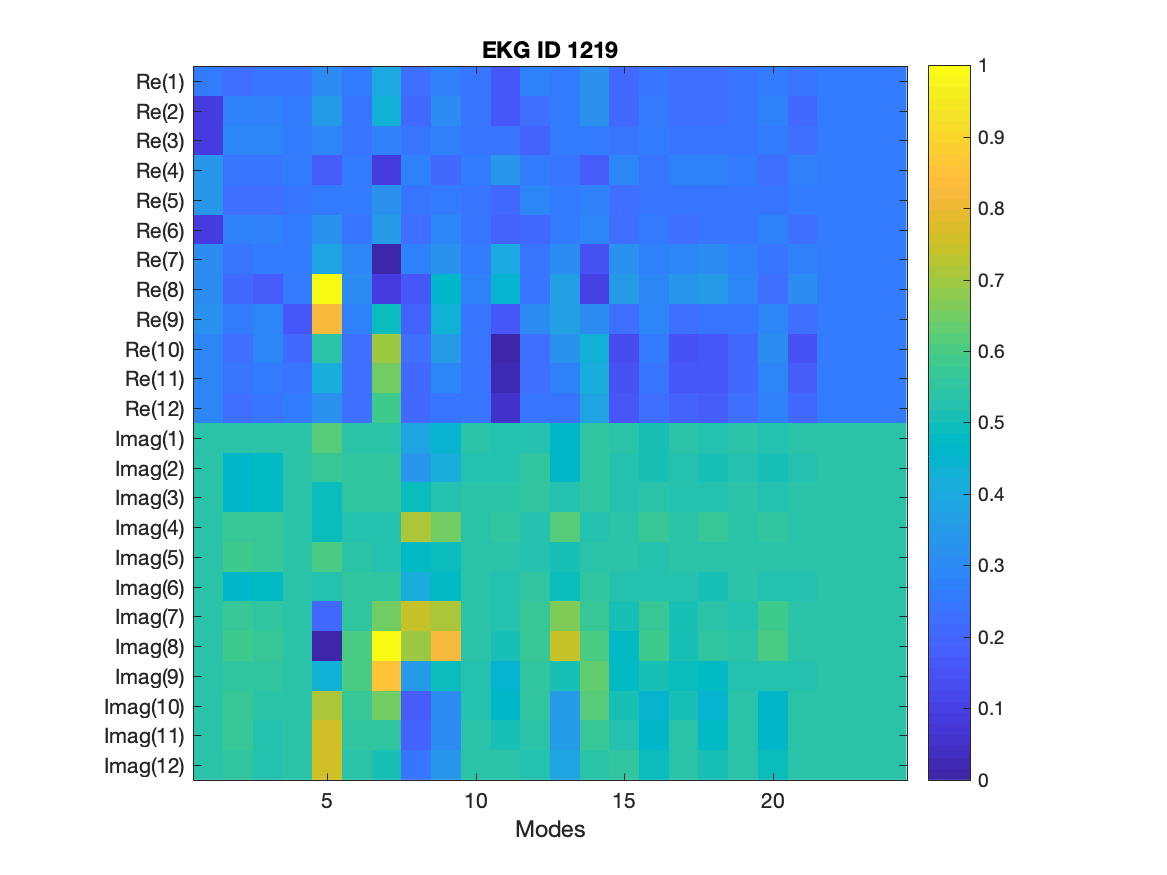 EKG ID 1219
Re(1)
Re(2)
Re(3)
Re(4)
Re(5)
Re(6)
Re(7)
Re(8)
Re(9)
Re(10)
Re(11)
Re(12)
Imag(1)
Imag(2)
Imag(3)
Imag(4)
Imag(5)
Imag(6)
Imag(7)
Imag(8)
Imag(9)
Imag(10)
Imag(11)
Imag(12)
5 10 15 20
Modes
1
0.9
0.8
0.7
0.6
0.5
0.4
0.3
0.2
0.1
0